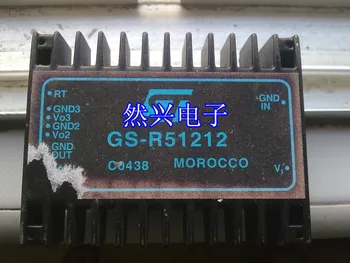 RT
GND3
Vo3
GND2
Vo2
GND
OUT
GND
IN
然兴电子
GS-R51212
C0438 MOROCCO
Vi